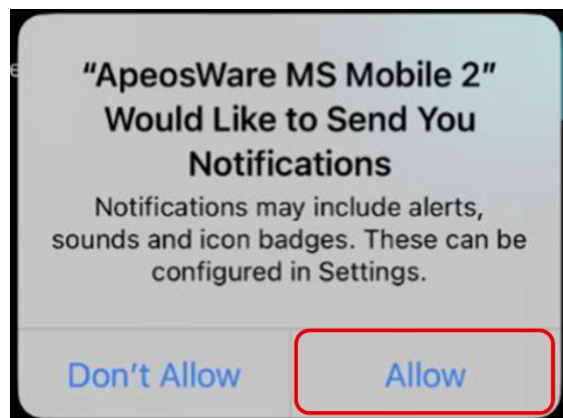 “ApeosWare MS Mobile 2”
Would Like to Send You
Notifications
Notifications may include alerts,
sounds and icon badges. These can be
configured in Settings.
Don’t Allow
Allow